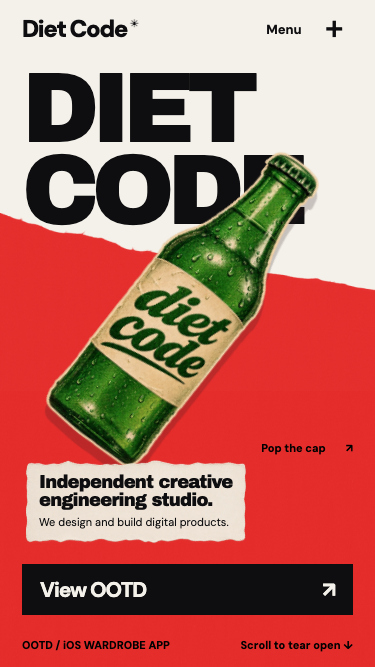 Diet Code*
Menu +
DIET
CODE
diet
code
Pop the cap ↗
Independent creative
engineering studio.
We design and build digital products.
View OOTD ↗
OOTD / iOS WARDROBE APP
Scroll to tear open ↓